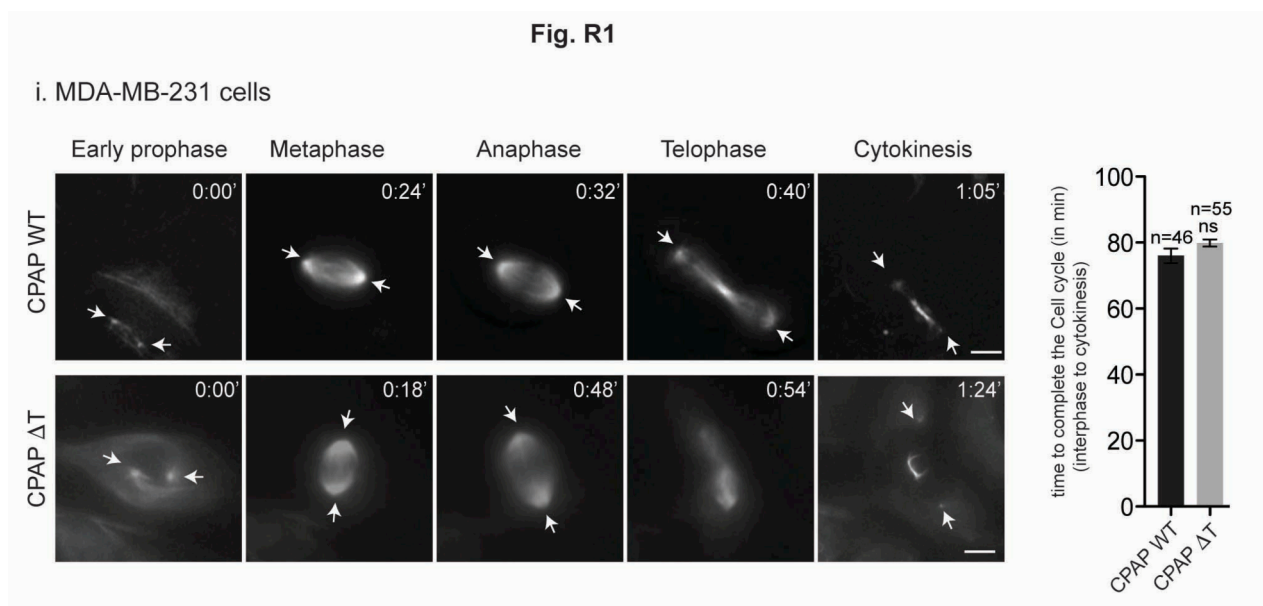 Fig. R1
i. MDA-MB-231 cells
Early prophase
Metaphase
Anaphase
Telophase
Cytokinesis
CPAP WT
0:00’
0:24’
0:32’
0:40’
1:05’
CPAP ΔT
0:00’
0:18’
0:48’
0:54’
1:24’
time to complete the Cell cycle (in min)
(interphase to cytokinesis)
100
80
60
40
20
0
n=46
n=55
ns
CPAP WT
CPAP ΔT